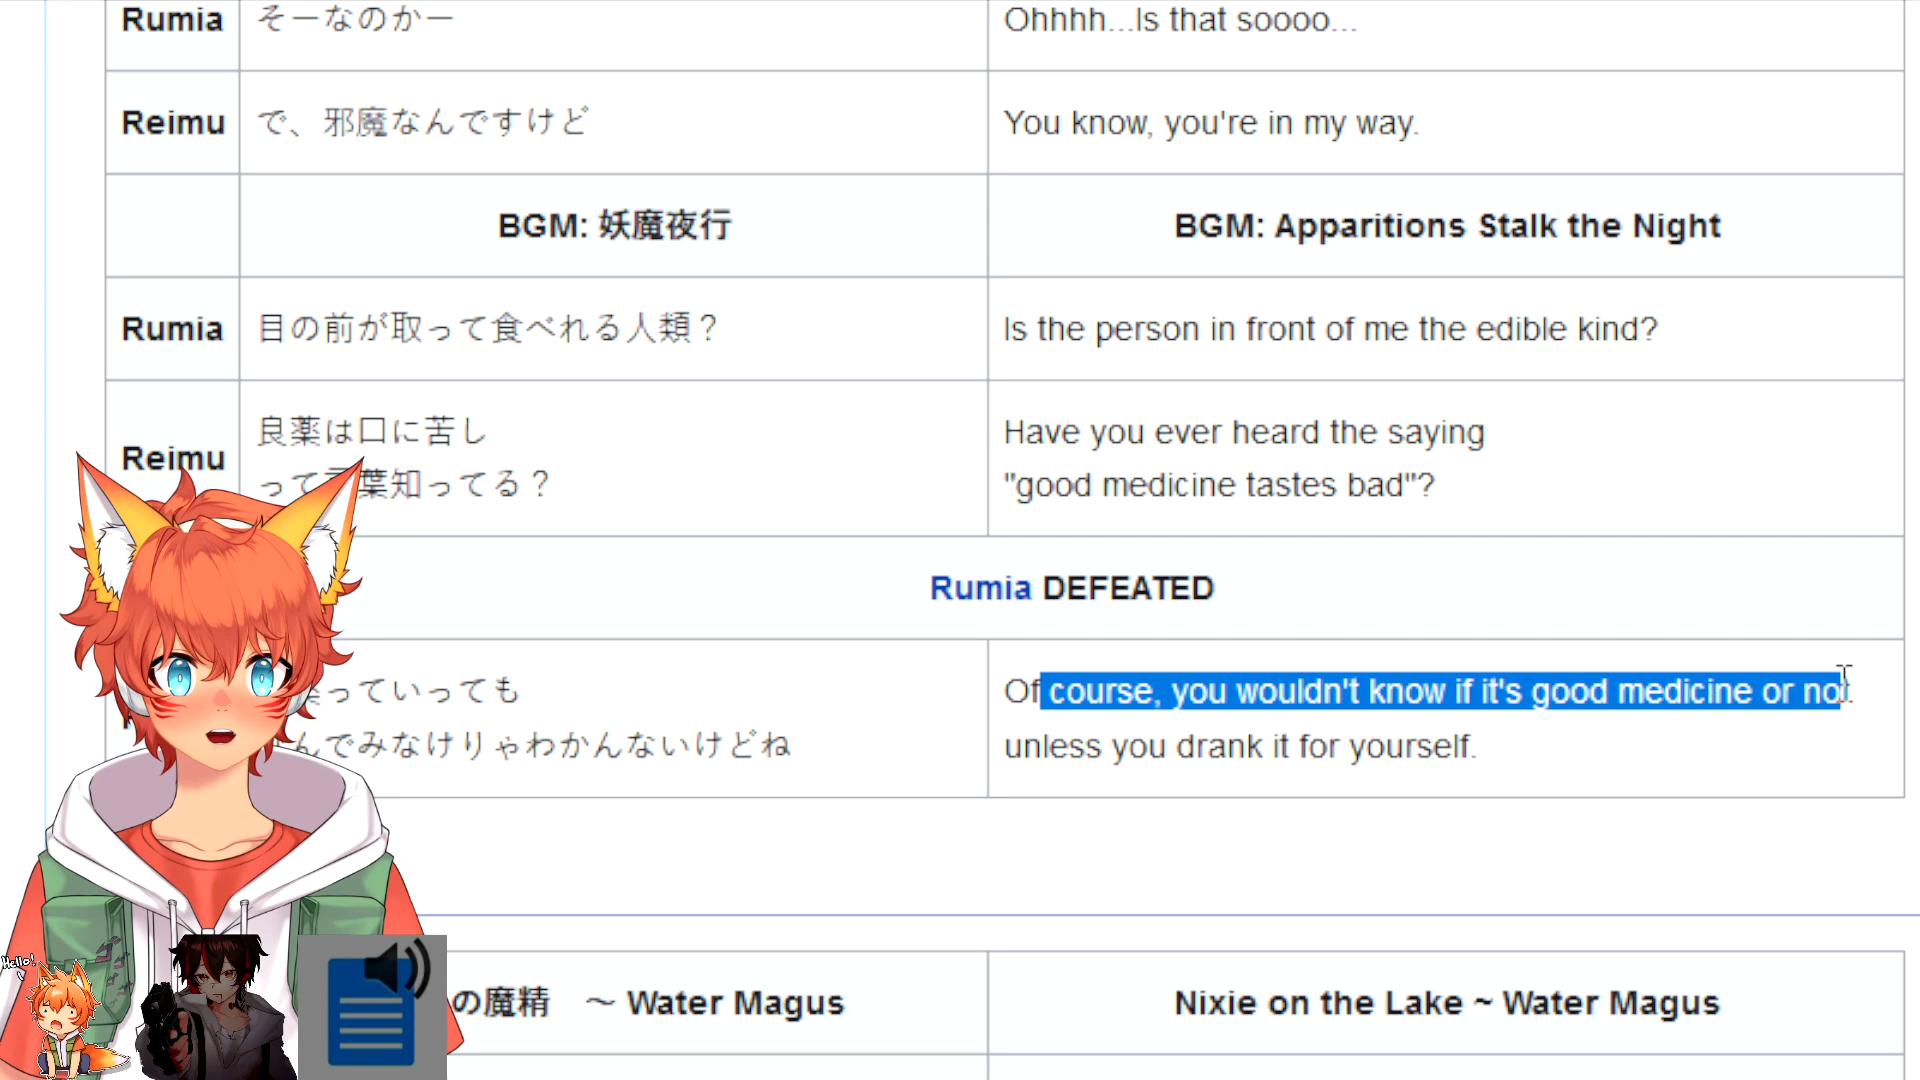 Rumia そーなのかー Ohhhh...Is that soooo...
Reimu で、邪魔なんですけど You know, you're in my way.
BGM: 妖魔夜行 BGM: Apparitions Stalk the Night
Rumia 目の前が取って食べれる人類？ Is the person in front of me the edible kind?
Reimu
良薬は口に苦し
って言葉知ってる？
Have you ever heard the saying
"good medicine tastes bad"?
Rumia DEFEATED
っていっても
んでみなけりゃわかんないけどね
Of course, you wouldn't know if it's good medicine or not.
unless you drank it for yourself.
の魔精　～ Water Magus Nixie on the Lake ~ Water Magus
Hello!